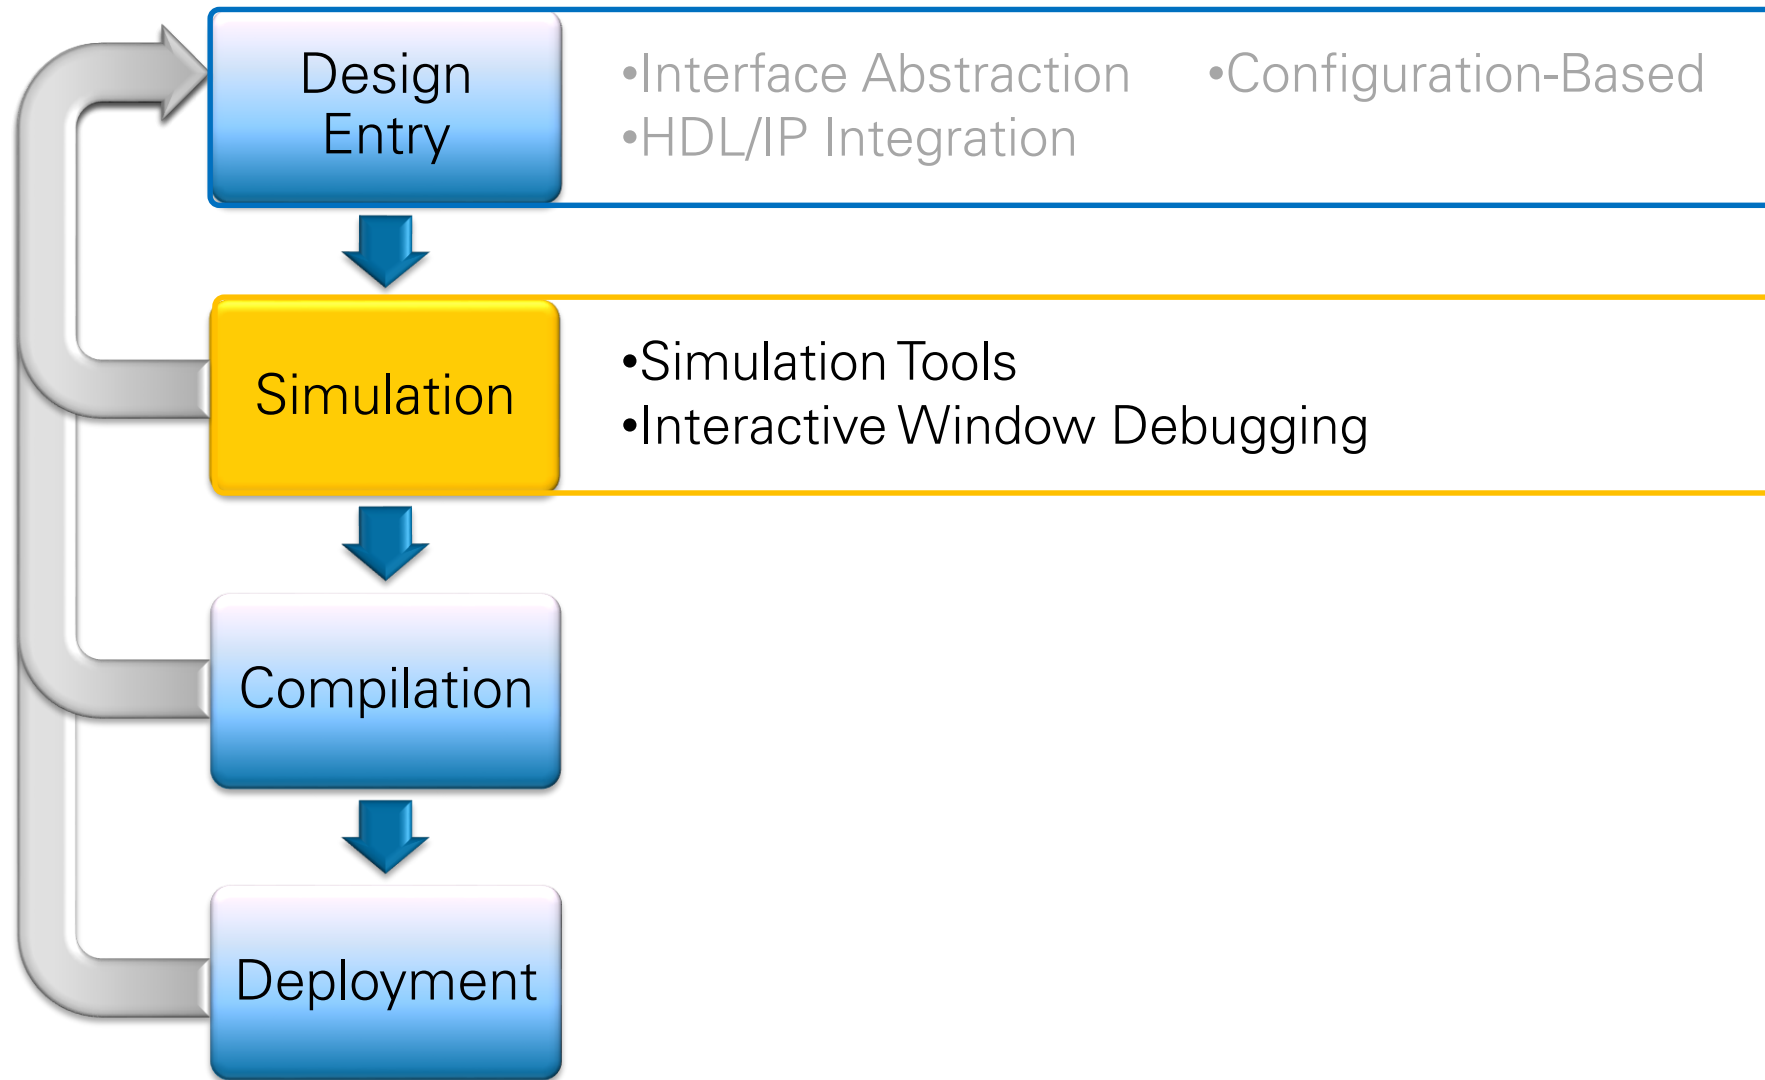 Design
Entry
•Interface Abstraction
•HDL/IP Integration
•Configuration-Based
Simulation
•Simulation Tools
•Interactive Window Debugging
Compilation
Deployment